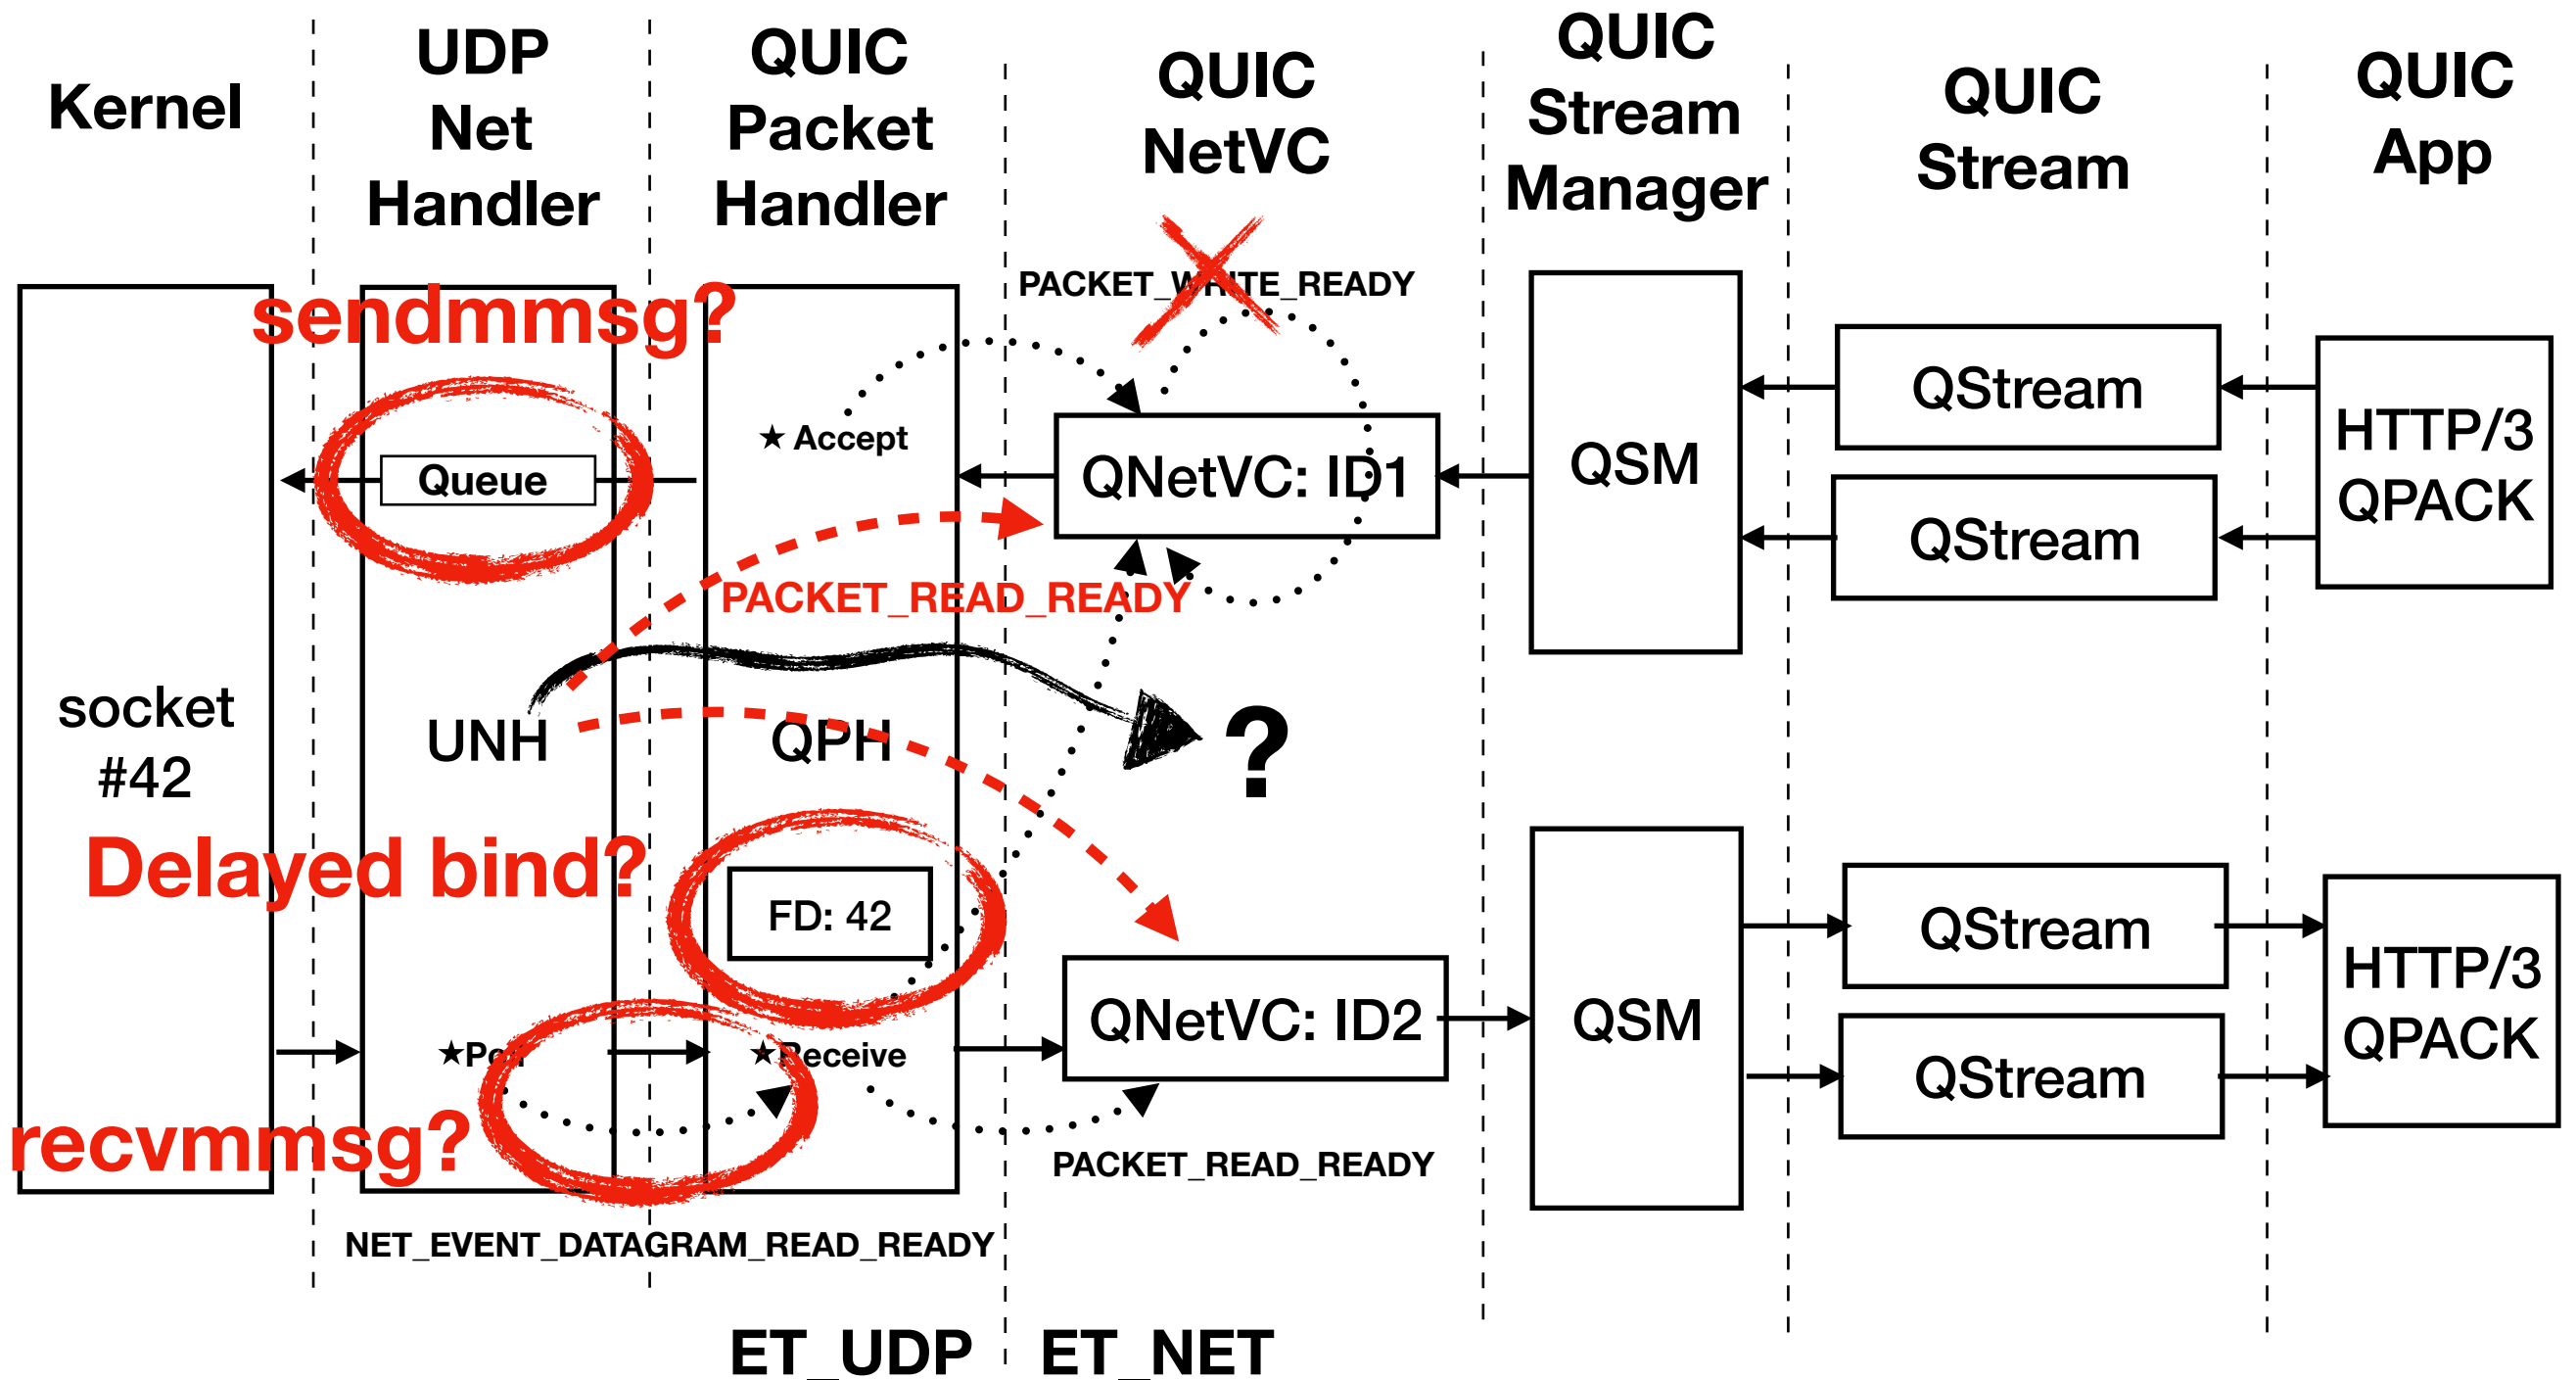 Kernel
UDP
Net
Handler
QUIC
Packet
Handler
QUIC
NetVC
QUIC
Stream
Manager
QUIC
Stream
QUIC
App
sendmmsg?
PACKET_WRITE_READY
★ Accept
Queue
QNetVC: ID1
QSM
QStream
QStream
HTTP/3
QPACK
PACKET_READ_READY
socket
#42
UNH
QPH
?
Delayed bind?
FD: 42
★Poll
★Receive
recvmmsg?
QNetVC: ID2
QSM
QStream
QStream
HTTP/3
QPACK
PACKET_READ_READY
NET_EVENT_DATAGRAM_READ_READY
ET_UDP
ET_NET